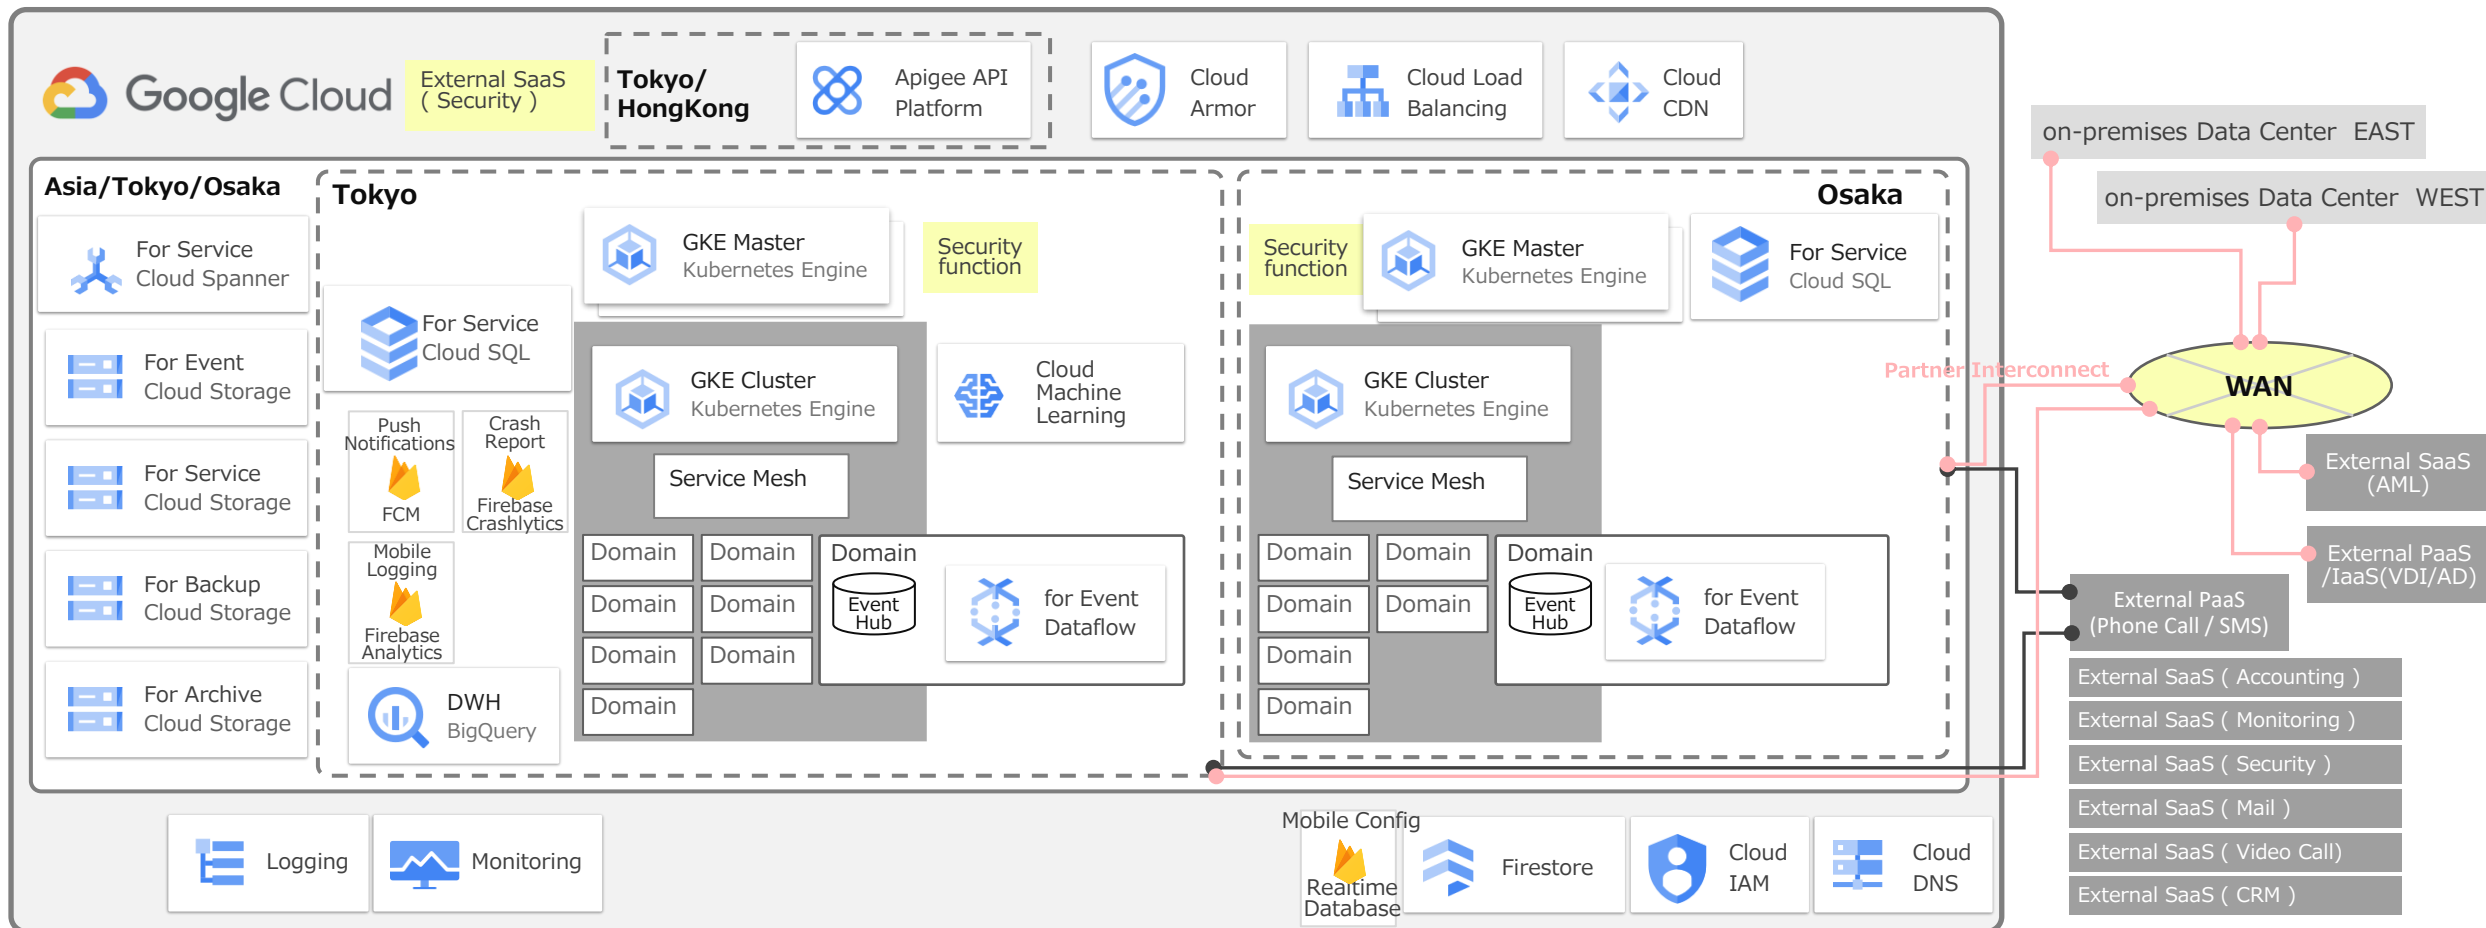 Google Cloud
External SaaS
( Security )
Tokyo/
HongKong
Apigee API
Platform
Cloud
Armor
Cloud Load
Balancing
Cloud
CDN
on-premises Data Center EAST
on-premises Data Center WEST
Asia/Tokyo/Osaka
For Service
Cloud Spanner
For Event
Cloud Storage
For Service
Cloud Storage
For Backup
Cloud Storage
For Archive
Cloud Storage
Tokyo
For Service
Cloud SQL
Push
Notifications
FCM
Crash
Report
Firebase
Crashlytics
Mobile
Logging
Firebase
Analytics
DWH
BigQuery
GKE Master
Kubernetes Engine
Security
function
GKE Cluster
Kubernetes Engine
Cloud
Machine
Learning
Service Mesh
Domain
Domain
Domain
Domain
Domain
Domain
Domain
Domain
Event
Hub
for Event
Dataflow
Osaka
Security
function
GKE Master
Kubernetes Engine
For Service
Cloud SQL
GKE Cluster
Kubernetes Engine
Service Mesh
Domain
Domain
Domain
Domain
Domain
Domain
Domain
Event
Hub
for Event
Dataflow
Partner Interconnect
WAN
External SaaS
(AML)
External PaaS
/IaaS(VDI/AD)
External PaaS
(Phone Call / SMS)
External SaaS ( Accounting )
External SaaS ( Monitoring )
External SaaS ( Security )
External SaaS ( Mail )
External SaaS ( Video Call)
External SaaS ( CRM )
Logging
Monitoring
Mobile Config
Realtime
Database
Firestore
Cloud
IAM
Cloud
DNS